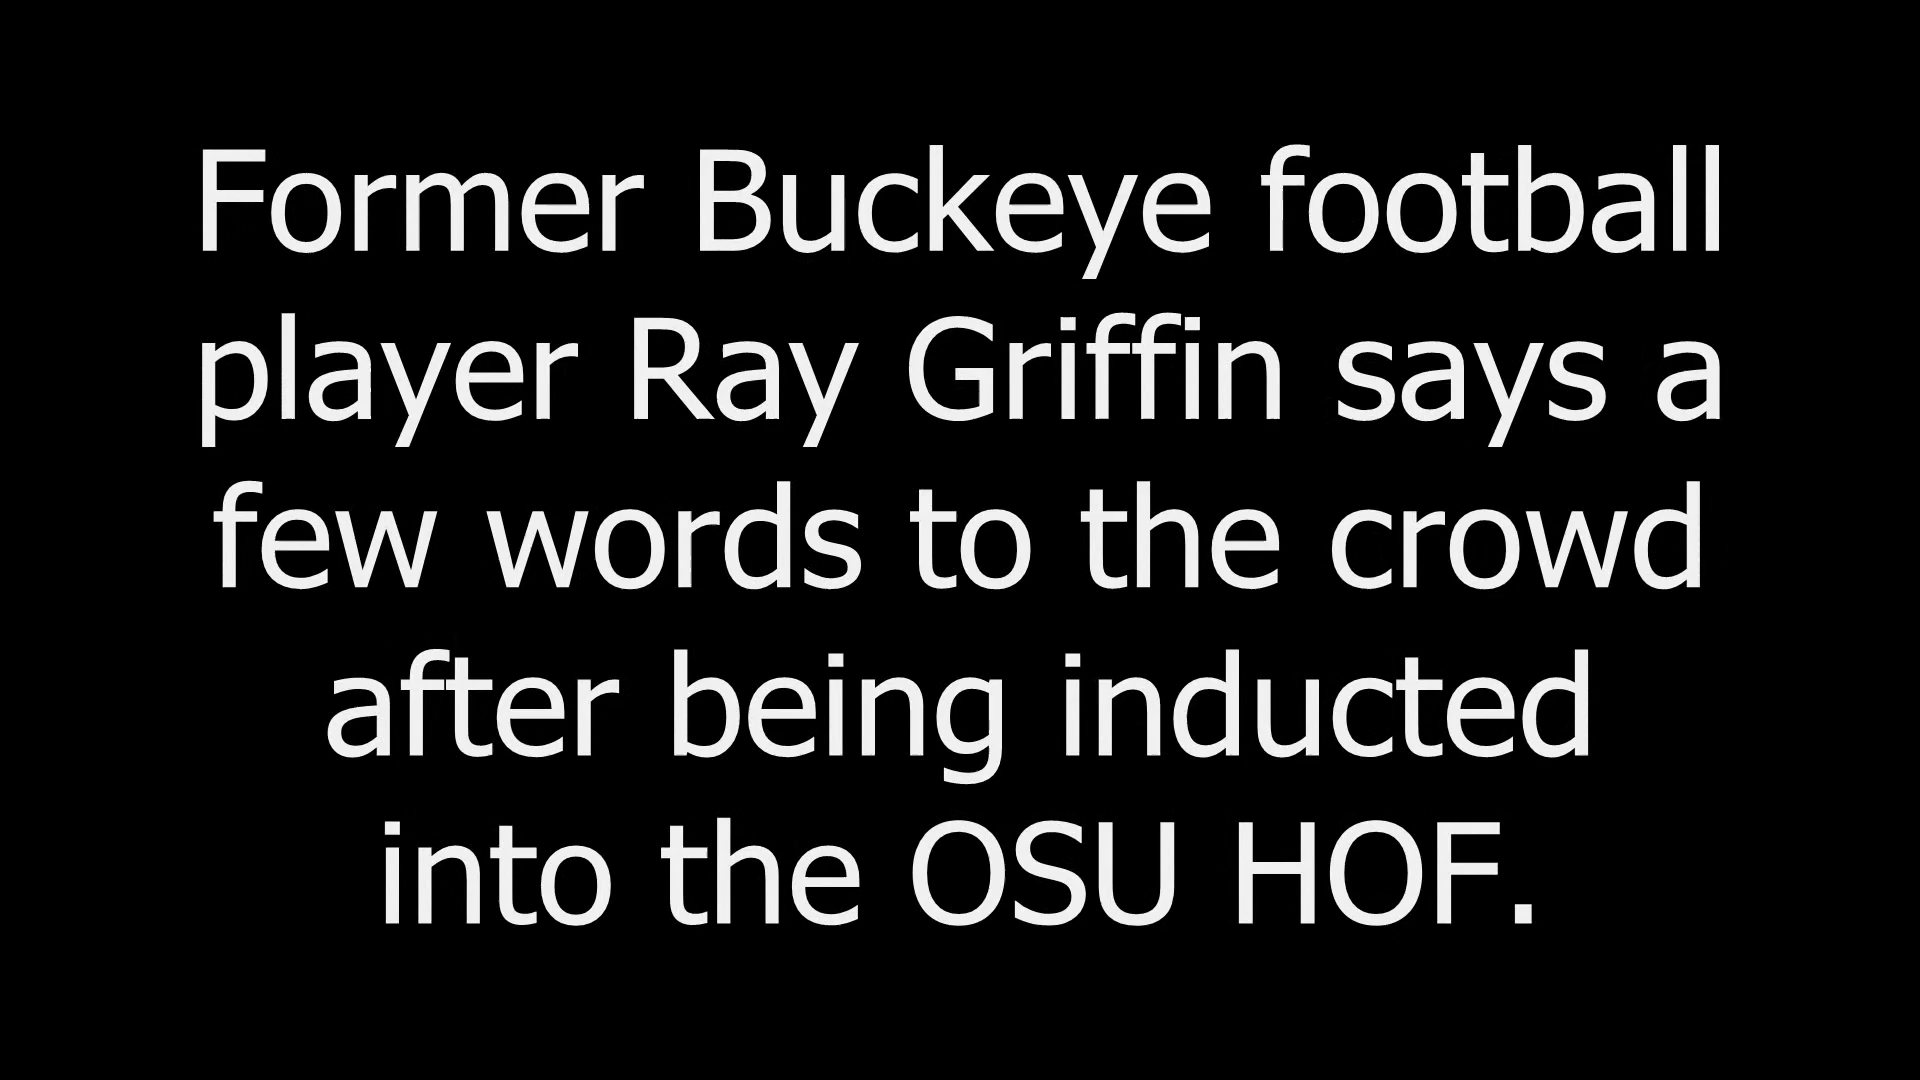 Former Buckeye football
player Ray Griffin says a
few words to the crowd
after being inducted
into the OSU HOF.